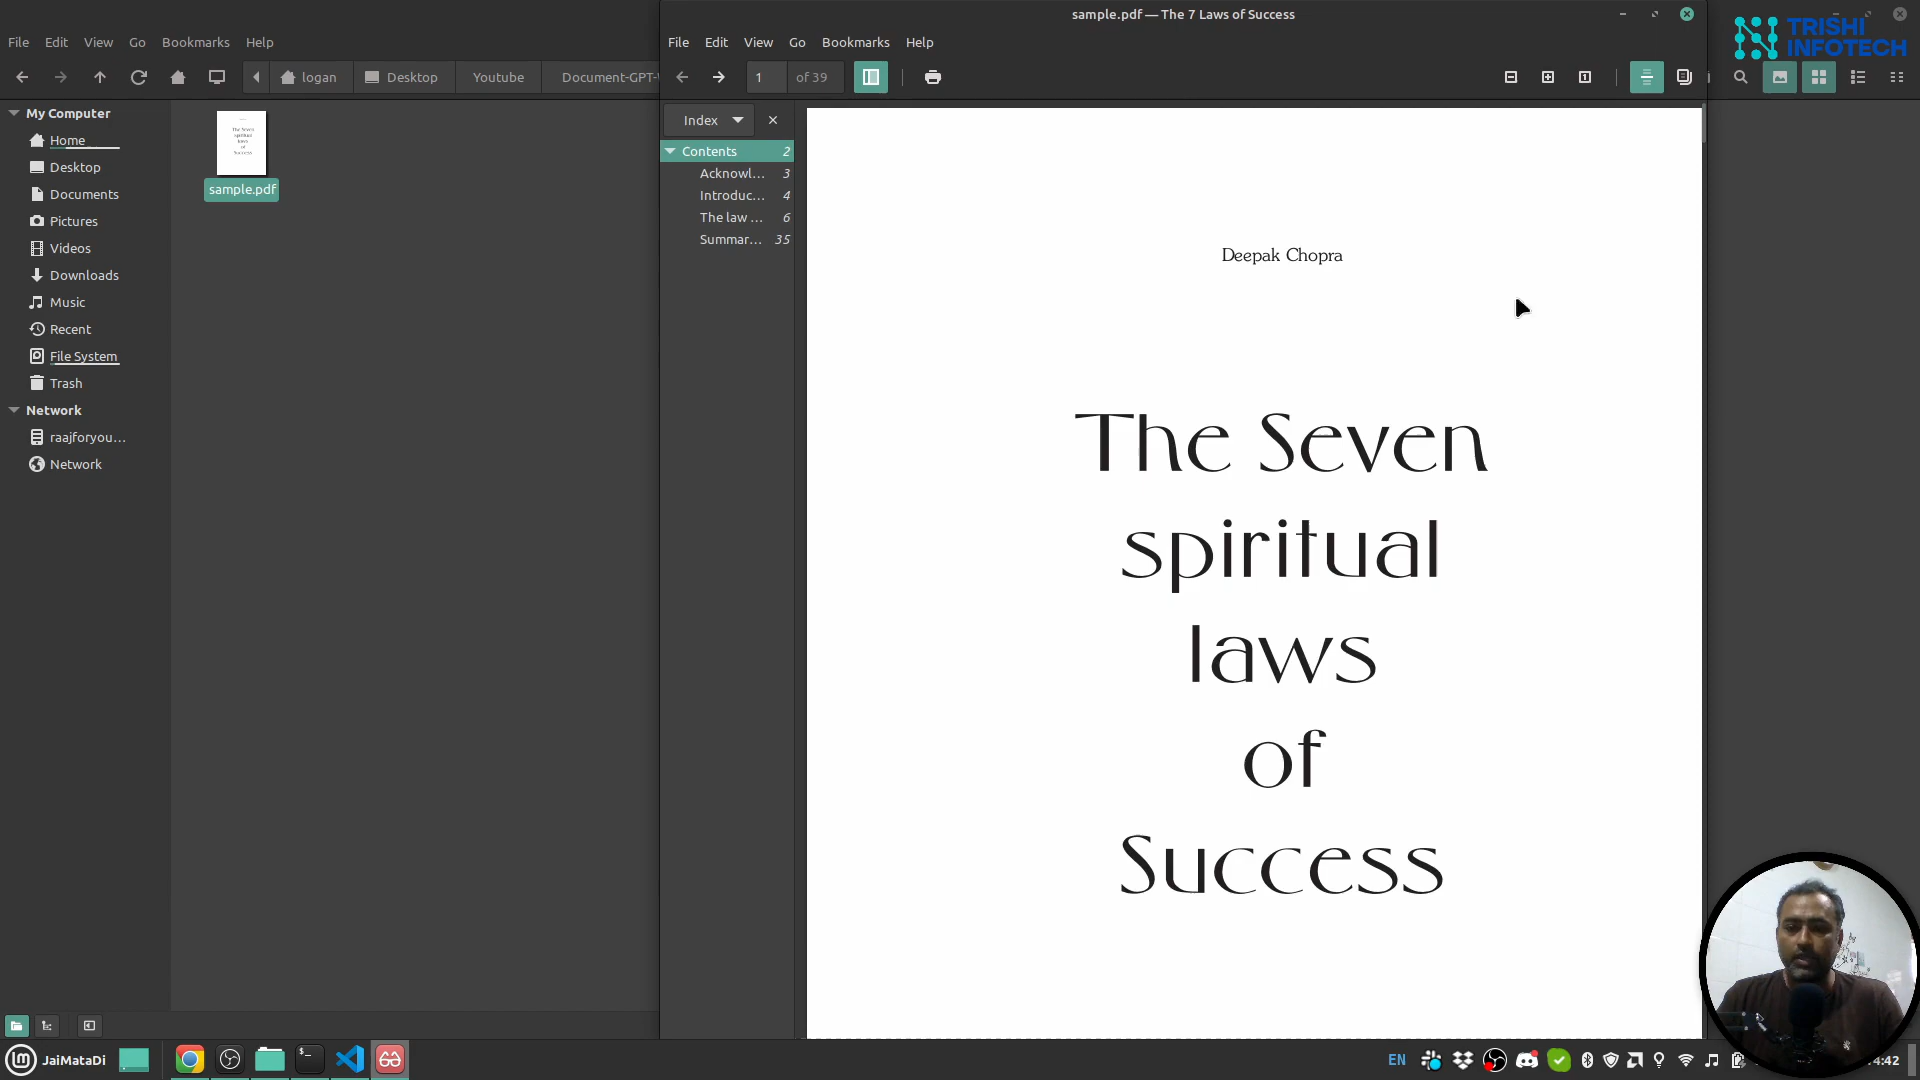 File Edit View Go Bookmarks Help
logan Desktop Youtube Document-GPT-
My Computer
Home
Desktop
Documents
Pictures
Videos
Downloads
Music
Recent
File System
Trash
Network
raajforyou...
Network
sample.pdf
sample.pdf — The 7 Laws of Success
File Edit View Go Bookmarks Help
1 of 39
Index
Contents 2
Acknowl... 3
Introduc... 4
The law ... 6
Summar... 35
Deepak Chopra
The Seven
spiritual
laws
of
Success
TRISHI
INFOTECH
JaiMataDi
EN
4:42